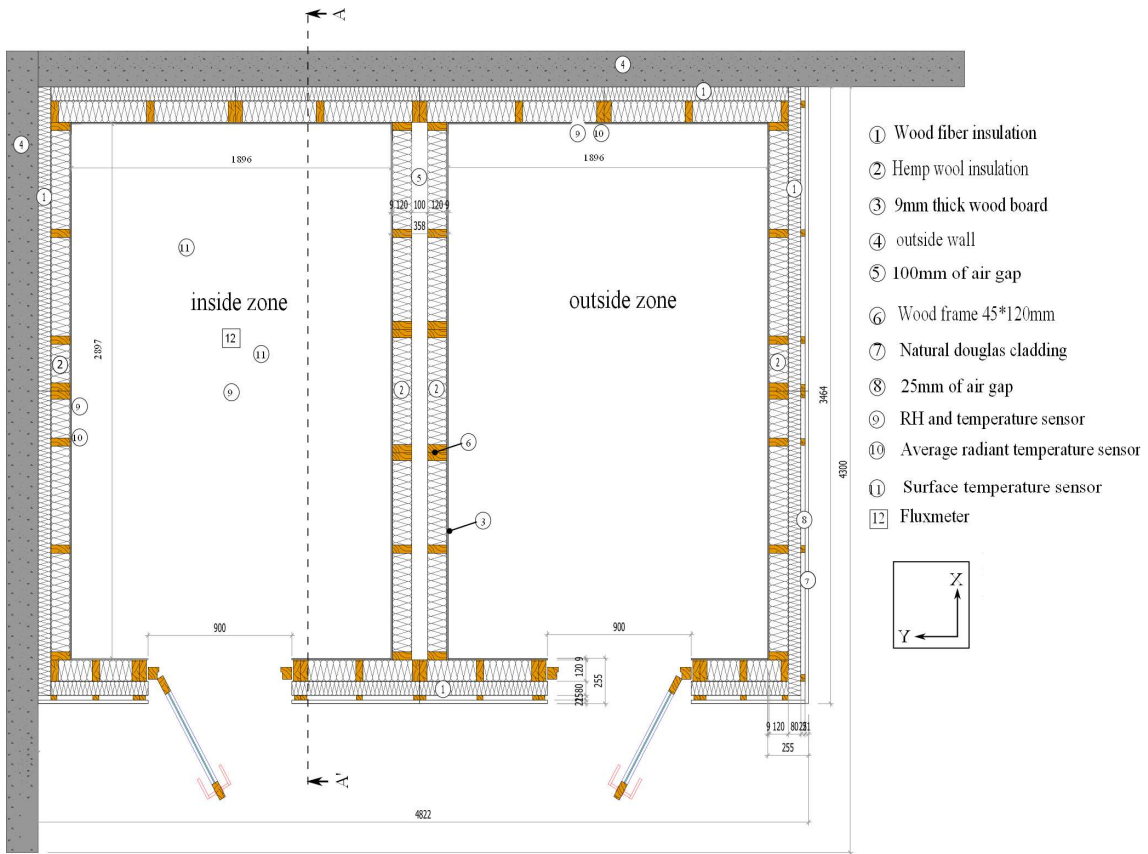 A
4
1
4
9 10
1896
5
1896
1
1
9 120 100 120 9
358
11
inside zone
outside zone
12
11
2897
2
9
2
2
2
9
10
3464
4300
6
3
8
7
900
900
120 9
255
2125 80
1
9 120 80 25 21
255
A'
4822
1 Wood fiber insulation
2 Hemp wool insulation
3 9mm thick wood board
4 outside wall
5 100mm of air gap
6 Wood frame 45*120mm
7 Natural douglas cladding
8 25mm of air gap
9 RH and temperature sensor
10 Average radiant temperature sensor
11 Surface temperature sensor
12 Fluxmeter
X
Y